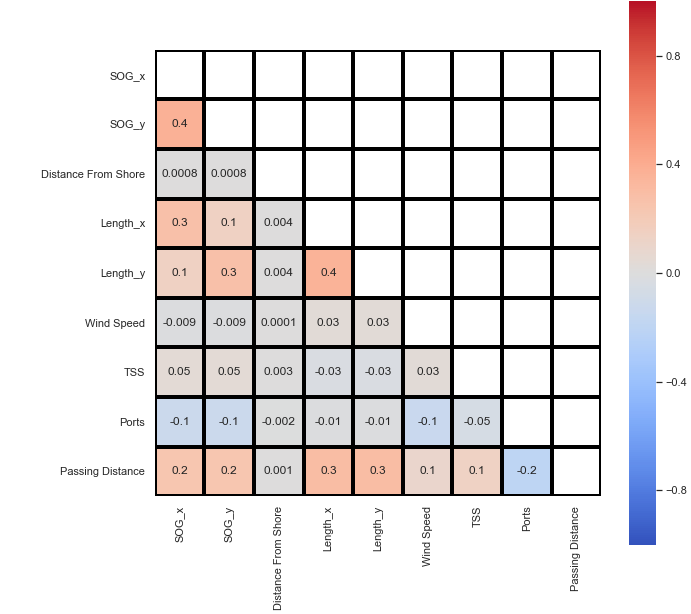 SOG_x
SOG_y 0.4
Distance From Shore 0.0008 0.0008
Length_x 0.3 0.1 0.004
Length_y 0.1 0.3 0.004 0.4
Wind Speed -0.009 -0.009 0.0001 0.03 0.03
TSS 0.05 0.05 0.003 -0.03 -0.03 0.03
Ports -0.1 -0.1 -0.002 -0.01 -0.01 -0.1 -0.05
Passing Distance 0.2 0.2 0.001 0.3 0.3 0.1 0.1 -0.2
SOG_x
SOG_y
Distance From Shore
Length_x
Length_y
Wind Speed
TSS
Ports
Passing Distance
0.8
0.4
0.0
−0.4
−0.8